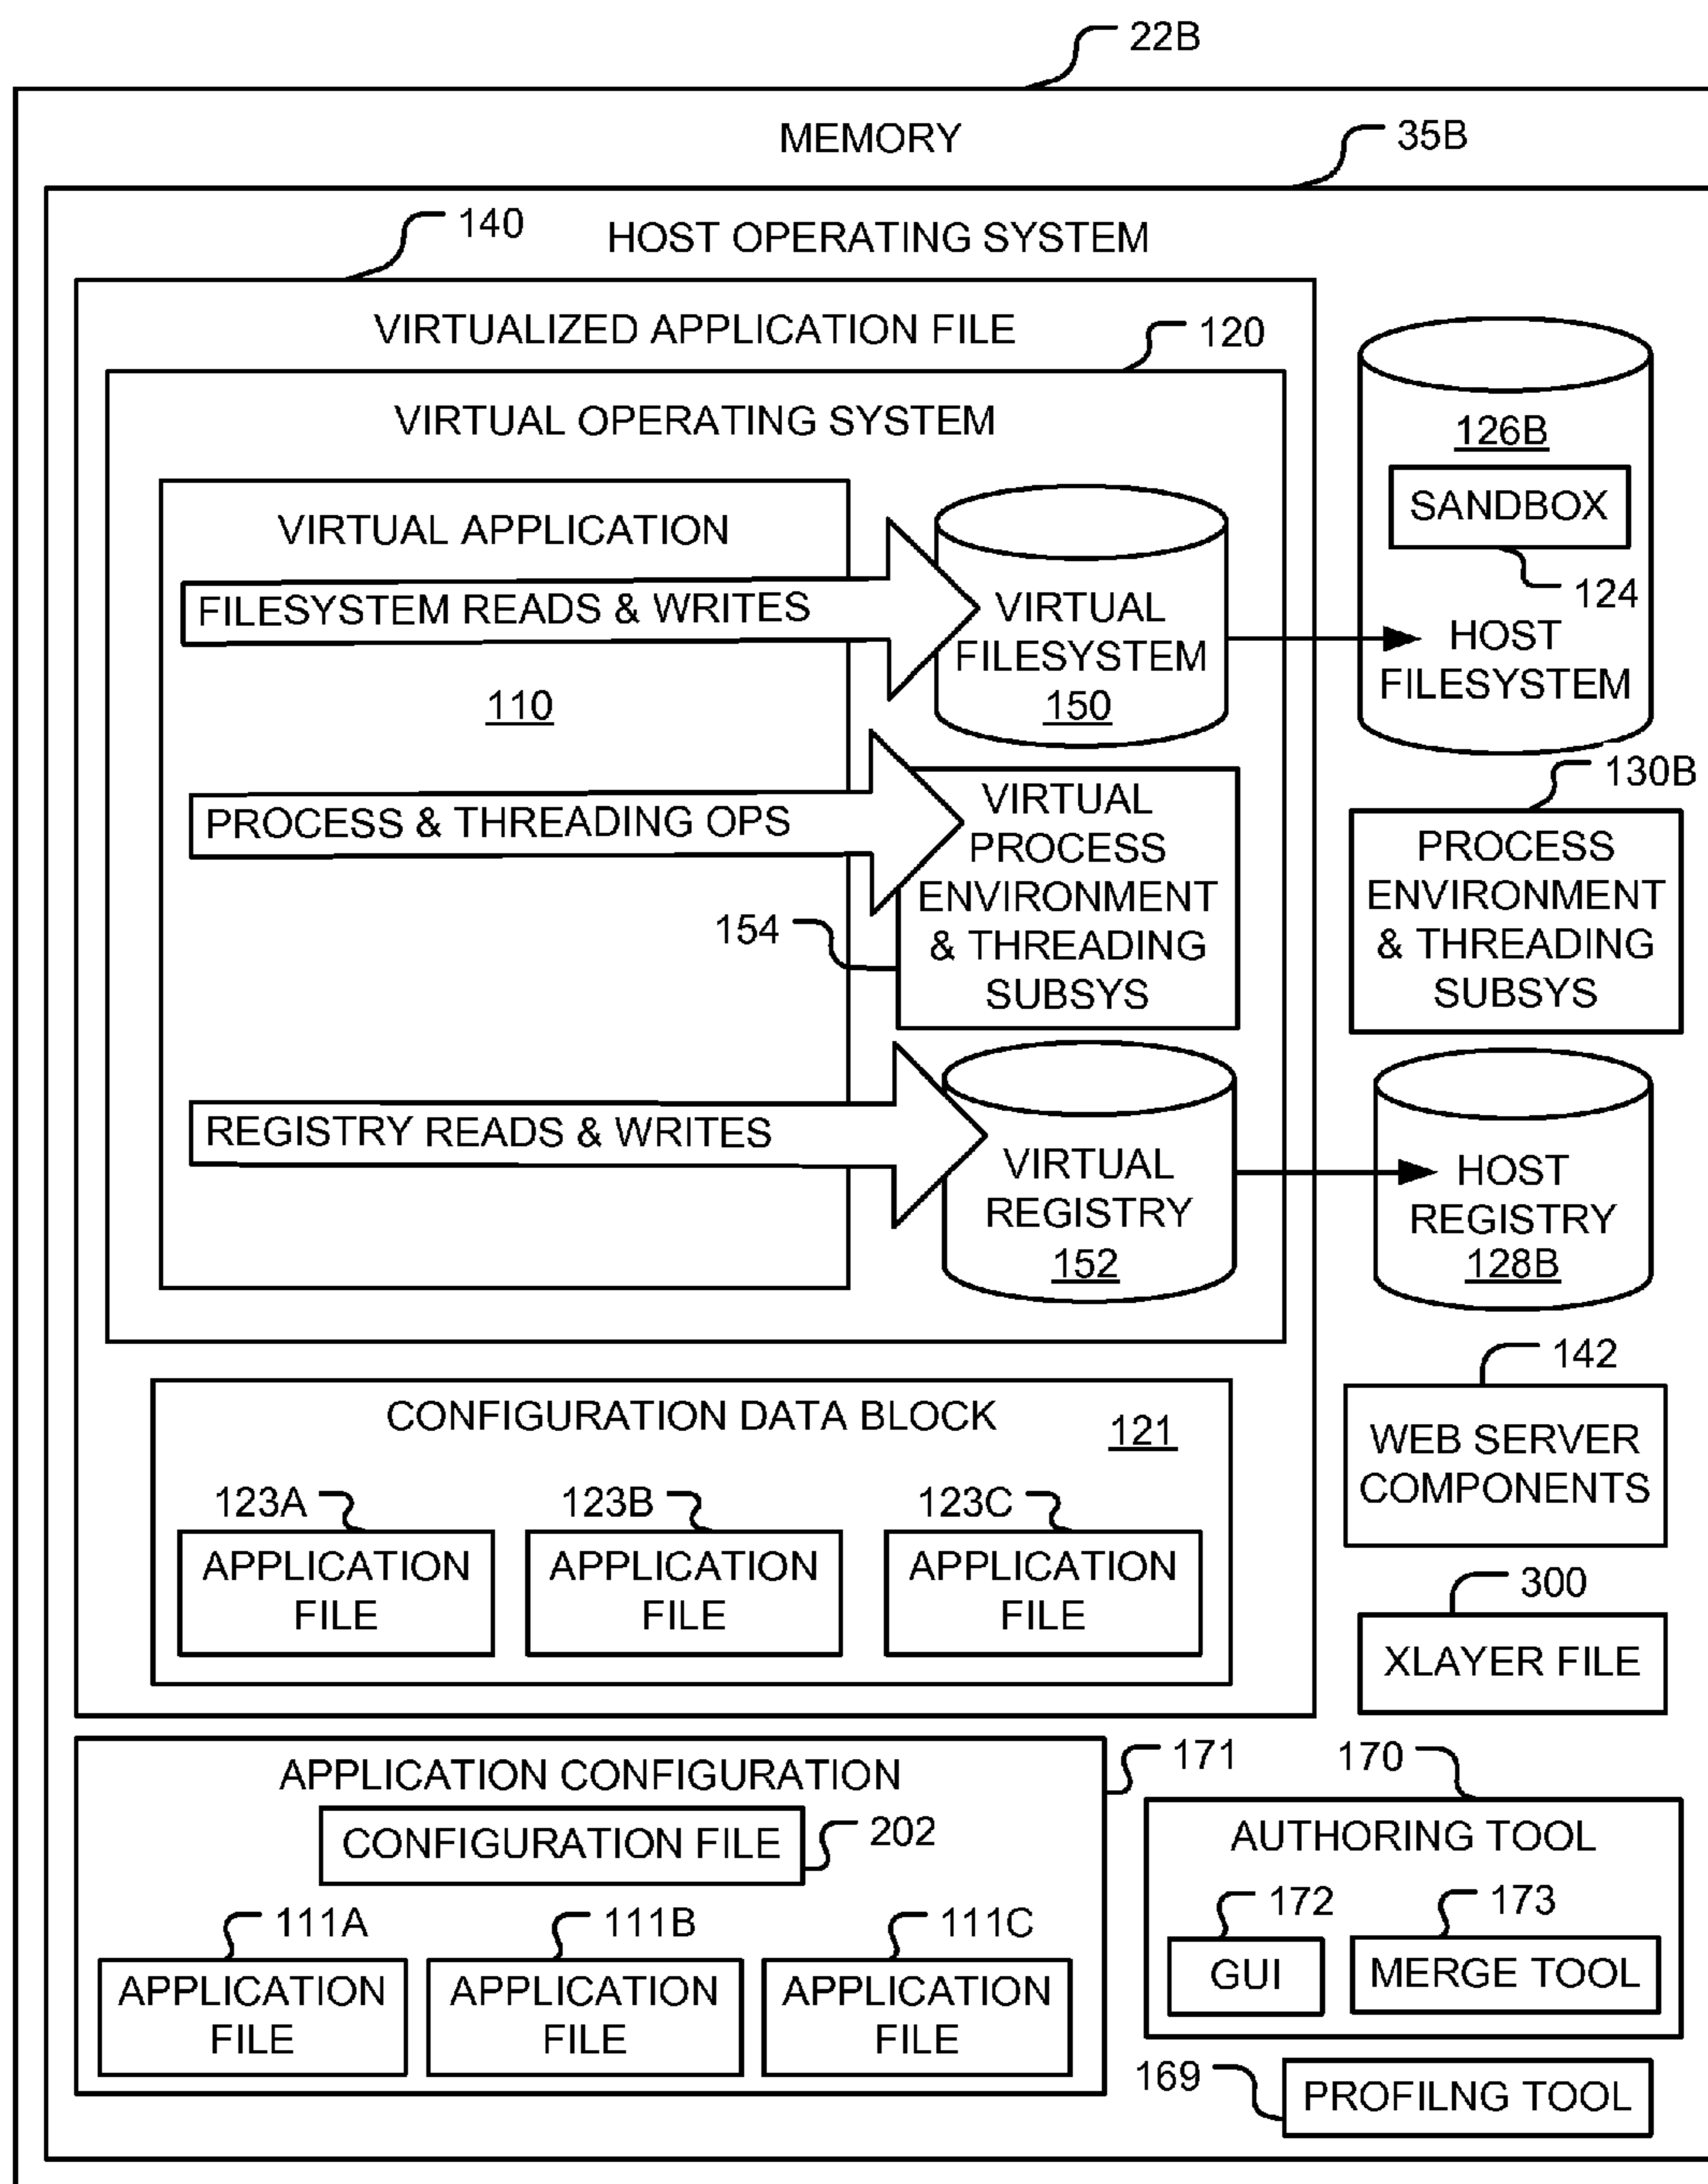 22B
MEMORY
35B
140
HOST OPERATING SYSTEM
VIRTUALIZED APPLICATION FILE
120
VIRTUAL OPERATING SYSTEM
126B
SANDBOX
124
HOST
FILESYSTEM
VIRTUAL APPLICATION
FILESYSTEM READS & WRITES
VIRTUAL
FILESYSTEM
150
110
130B
PROCESS & THREADING OPS
VIRTUAL
PROCESS
ENVIRONMENT
& THREADING
SUBSYS
154
PROCESS
ENVIRONMENT
& THREADING
SUBSYS
REGISTRY READS & WRITES
VIRTUAL
REGISTRY
152
HOST
REGISTRY
128B
142
WEB SERVER
COMPONENTS
CONFIGURATION DATA BLOCK
121
123A
123B
123C
APPLICATION
FILE
APPLICATION
FILE
APPLICATION
FILE
300
XLAYER FILE
APPLICATION CONFIGURATION
171
CONFIGURATION FILE
202
111A
111B
111C
APPLICATION
FILE
APPLICATION
FILE
APPLICATION
FILE
170
AUTHORING TOOL
172
173
GUI
MERGE TOOL
169
PROFILNG TOOL